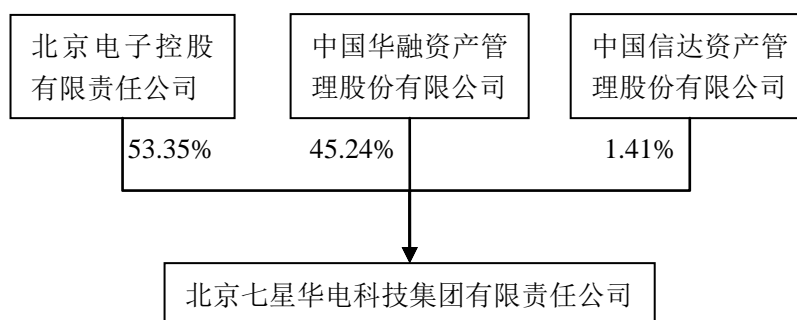 北京电子控股
有限责任公司
中国华融资产管
理股份有限公司
中国信达资产管
理股份有限公司
53.35%
45.24%
1.41%
北京七星华电科技集团有限责任公司